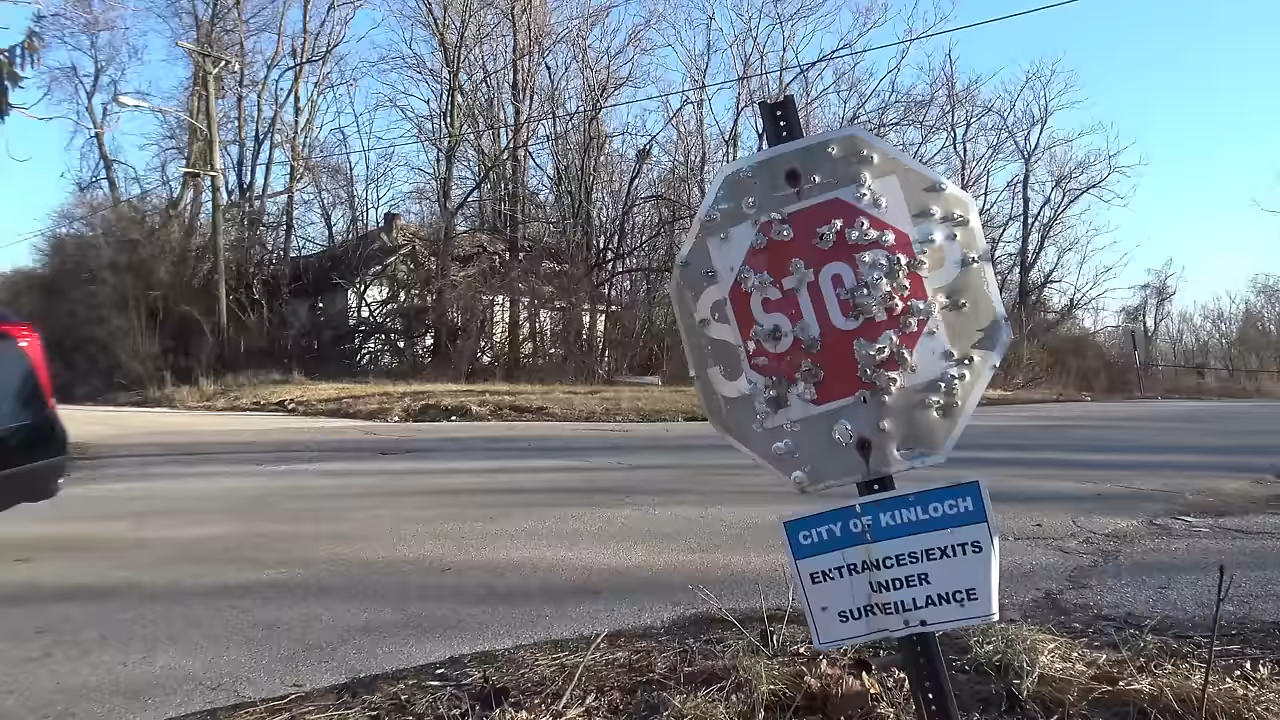 STOP
CITY OF KINLOCH
ENTRANCES/EXITS
UNDER
SURVEILLANCE